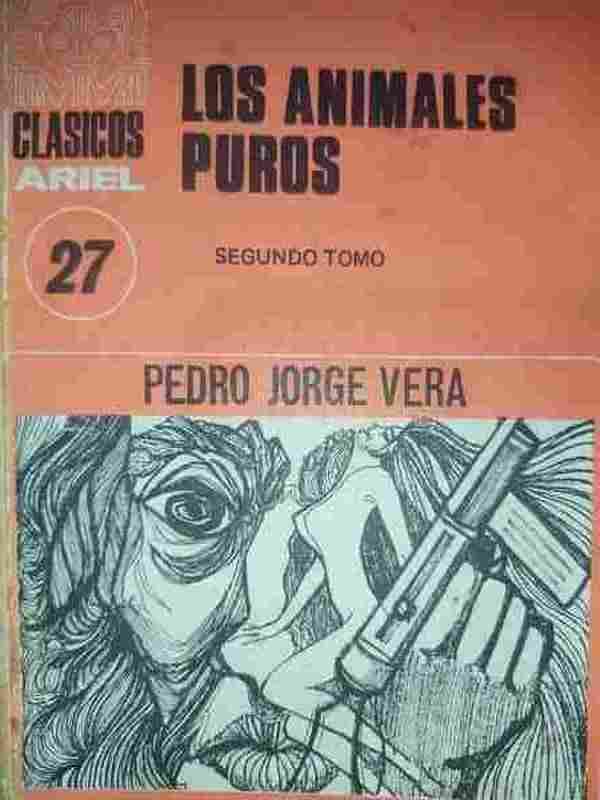 CLASICOS
ARIEL
LOS ANIMALES
PUROS
27
SEGUNDO TOMO
PEDRO JORGE VERA